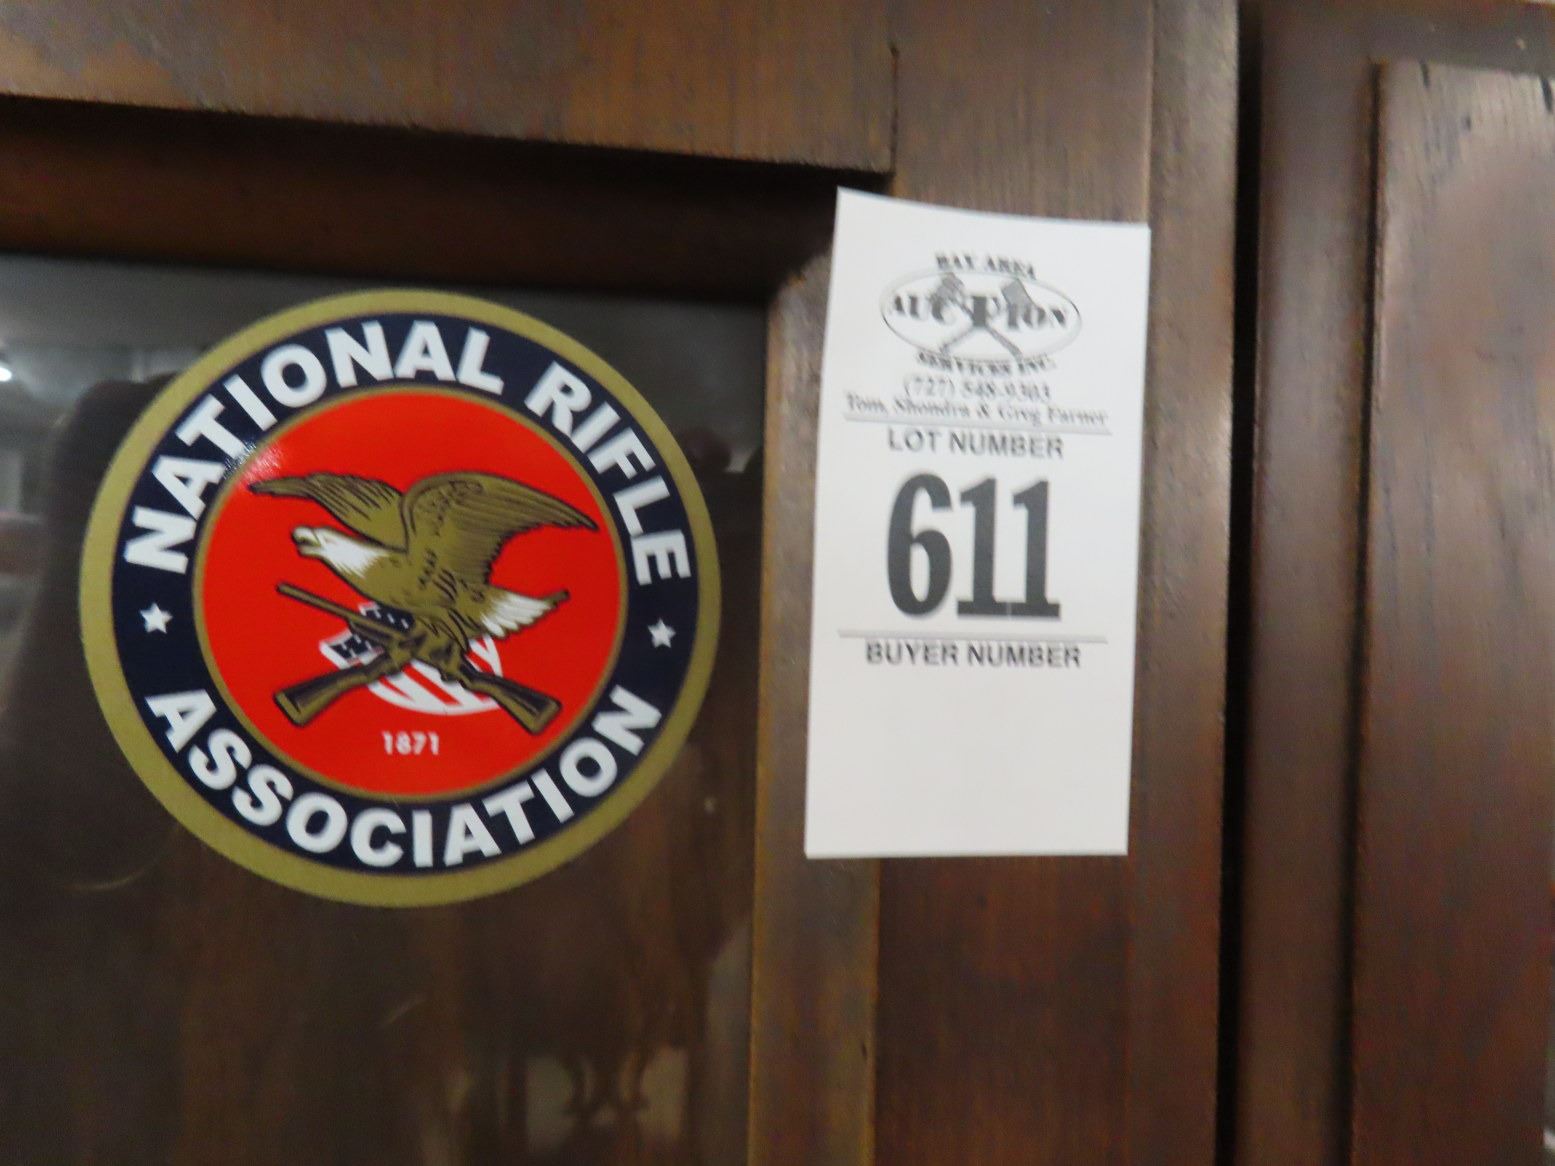 NATIONAL RIFLE
ASSOCIATION
1871
BAY AREA
AUCTION
SERVICES INC.
(727) 548-9303
Tom, Shondra & Greg Farner
LOT NUMBER
611
BUYER NUMBER